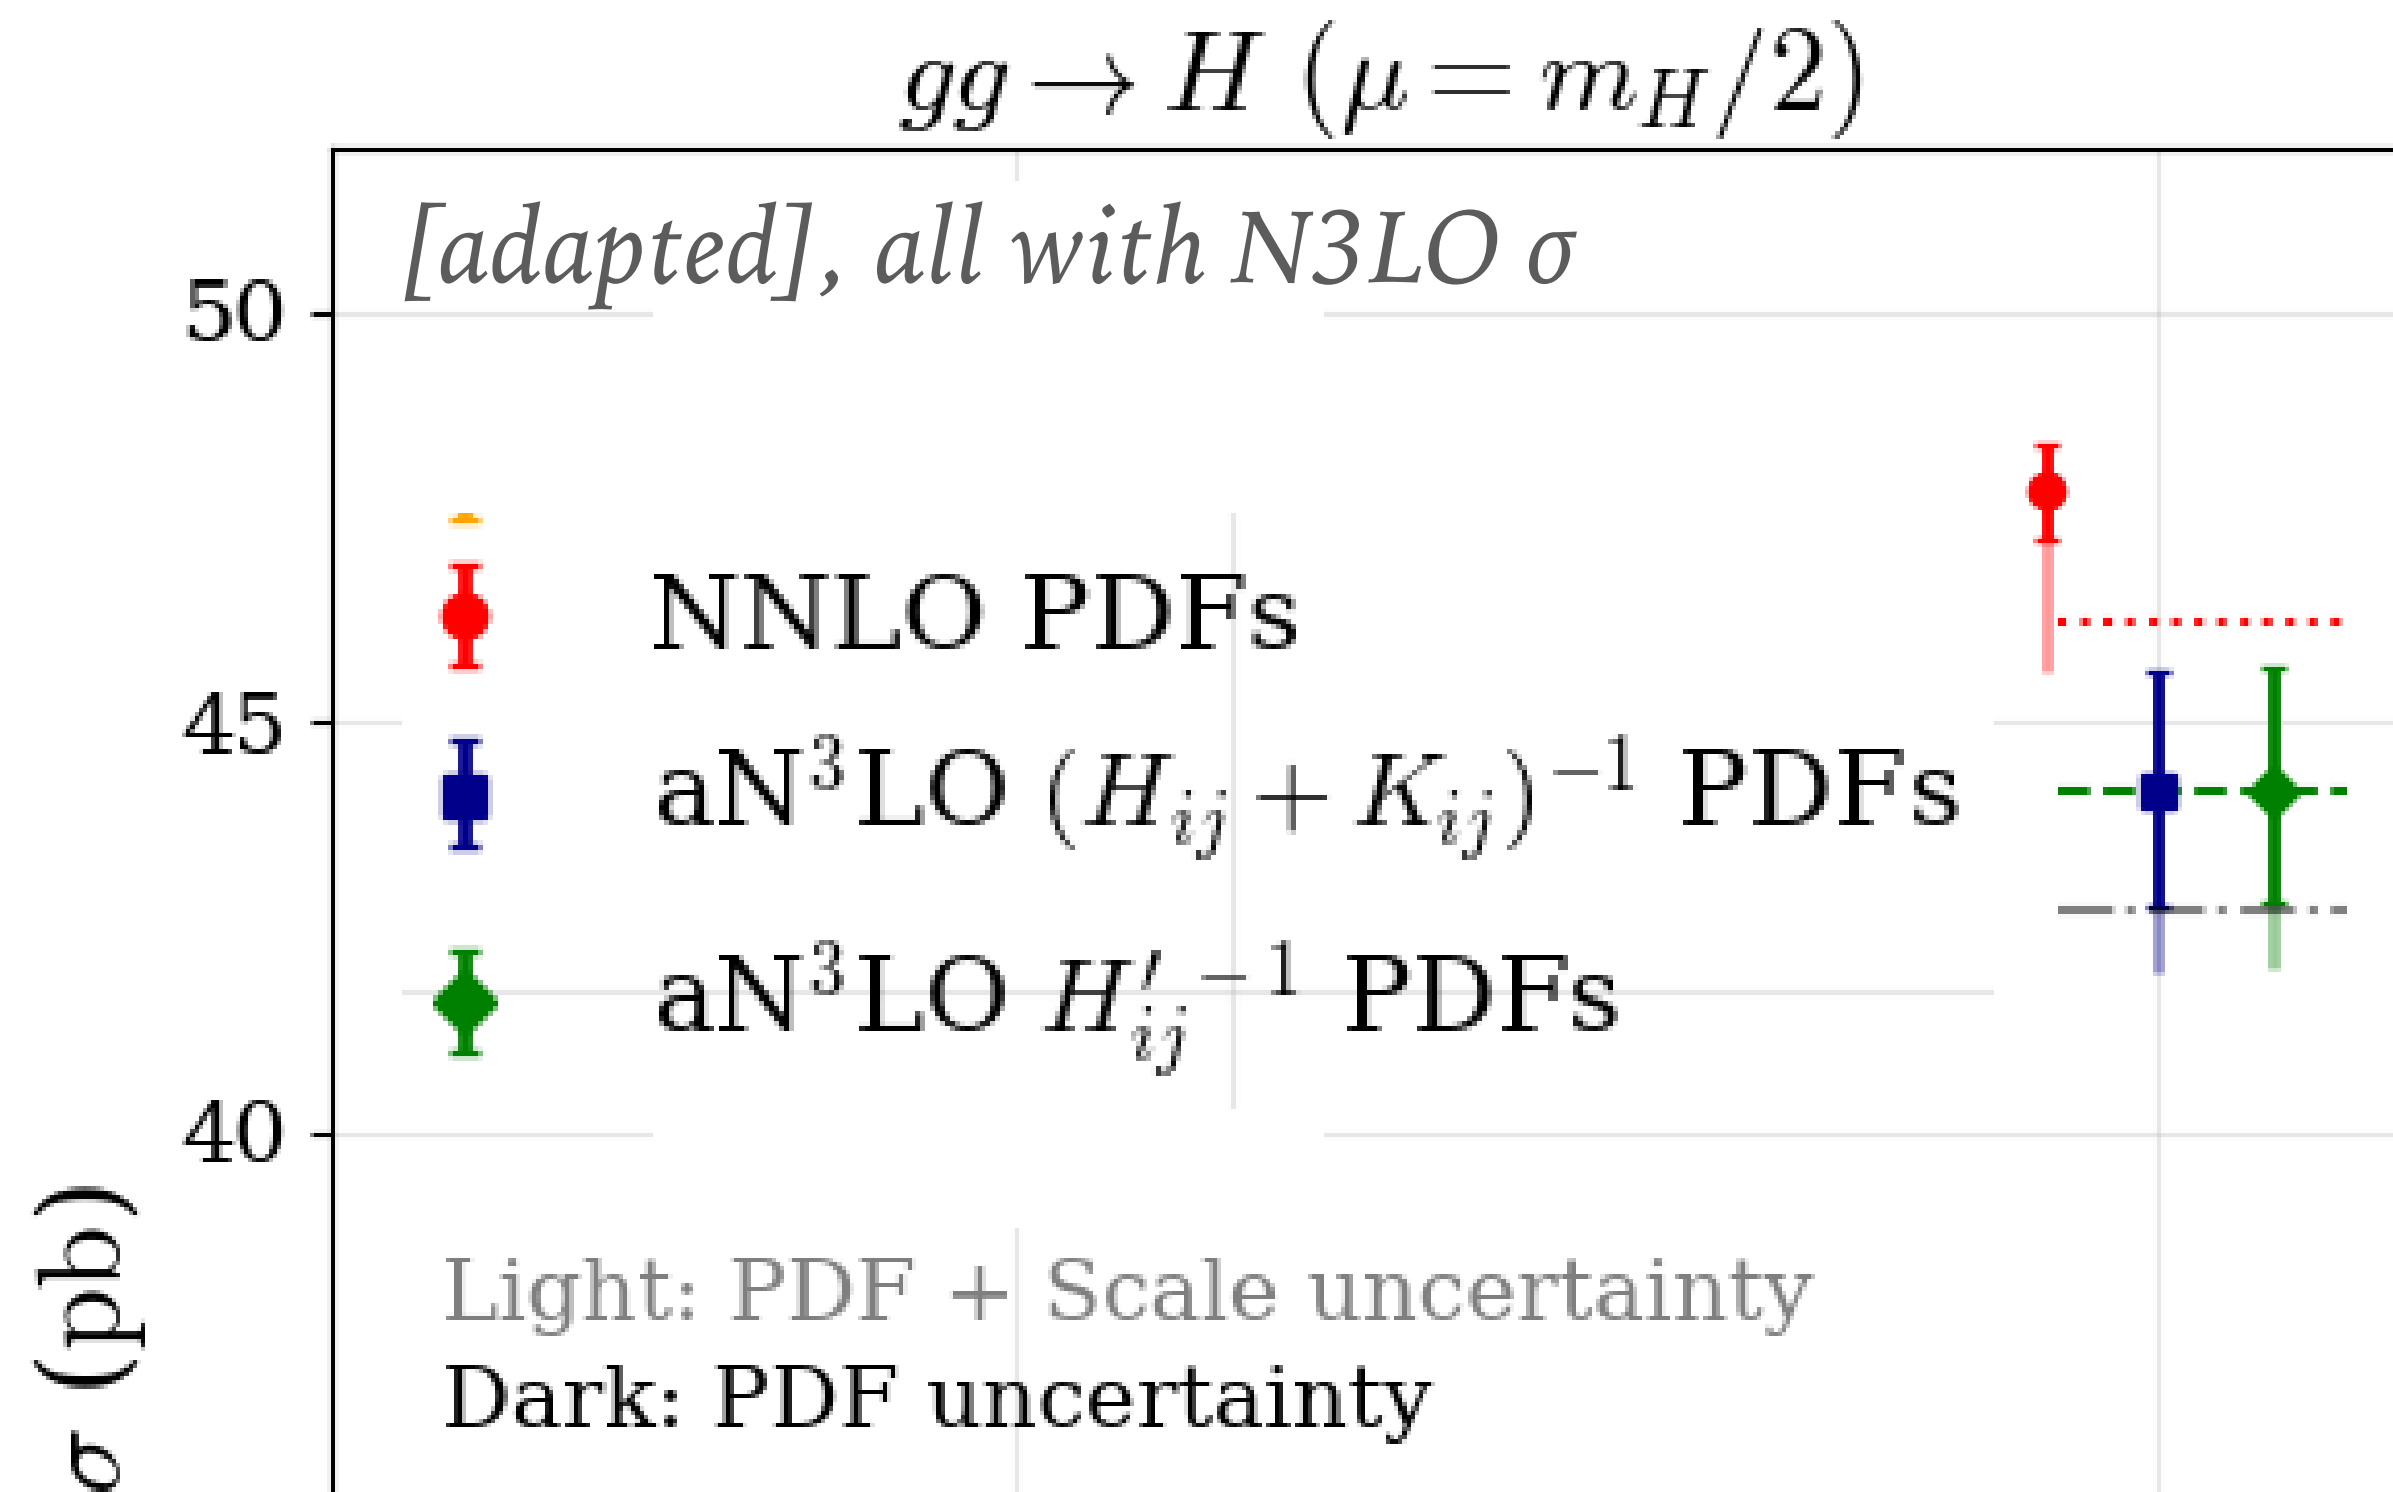 gg → H (μ = m_H/2)
[adapted], all with N3LO σ
50
NNLO PDFs
45
aN³LO (H_ij + K_ij)⁻¹ PDFs
aN³LO H′_ij⁻¹ PDFs
40
σ (pb)
Light: PDF + Scale uncertainty
Dark: PDF uncertainty